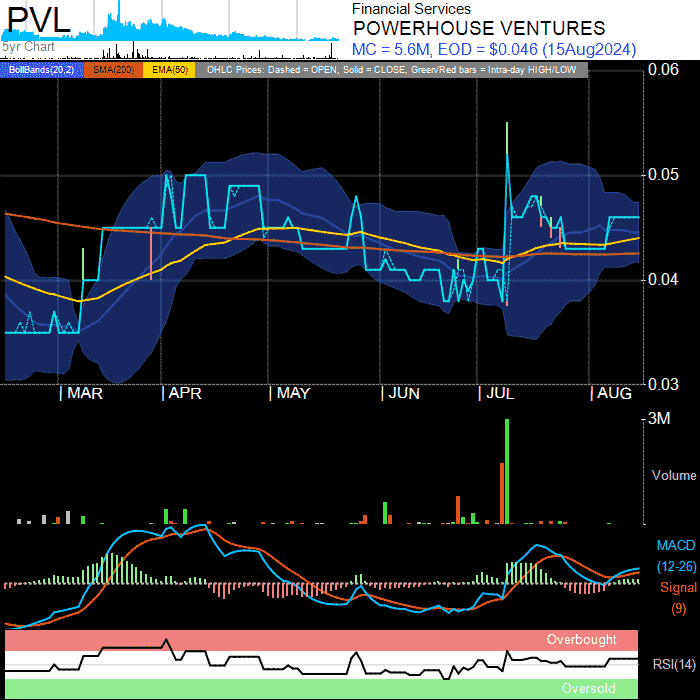 PVL
5yr Chart
Financial Services
POWERHOUSE VENTURES
MC = 5.6M, EOD = $0.046 (15Aug2024)
BollBands(20,2) SMA(200) EMA(50) OHLC Prices: Dashed = OPEN, Solid = CLOSE, Green/Red bars = Intra-day HIGH/LOW
0.06
0.05
0.04
0.03
MAR APR MAY JUN JUL AUG
3M
Volume
MACD
(12-26)
Signal
(9)
Overbought
RSI(14)
Oversold